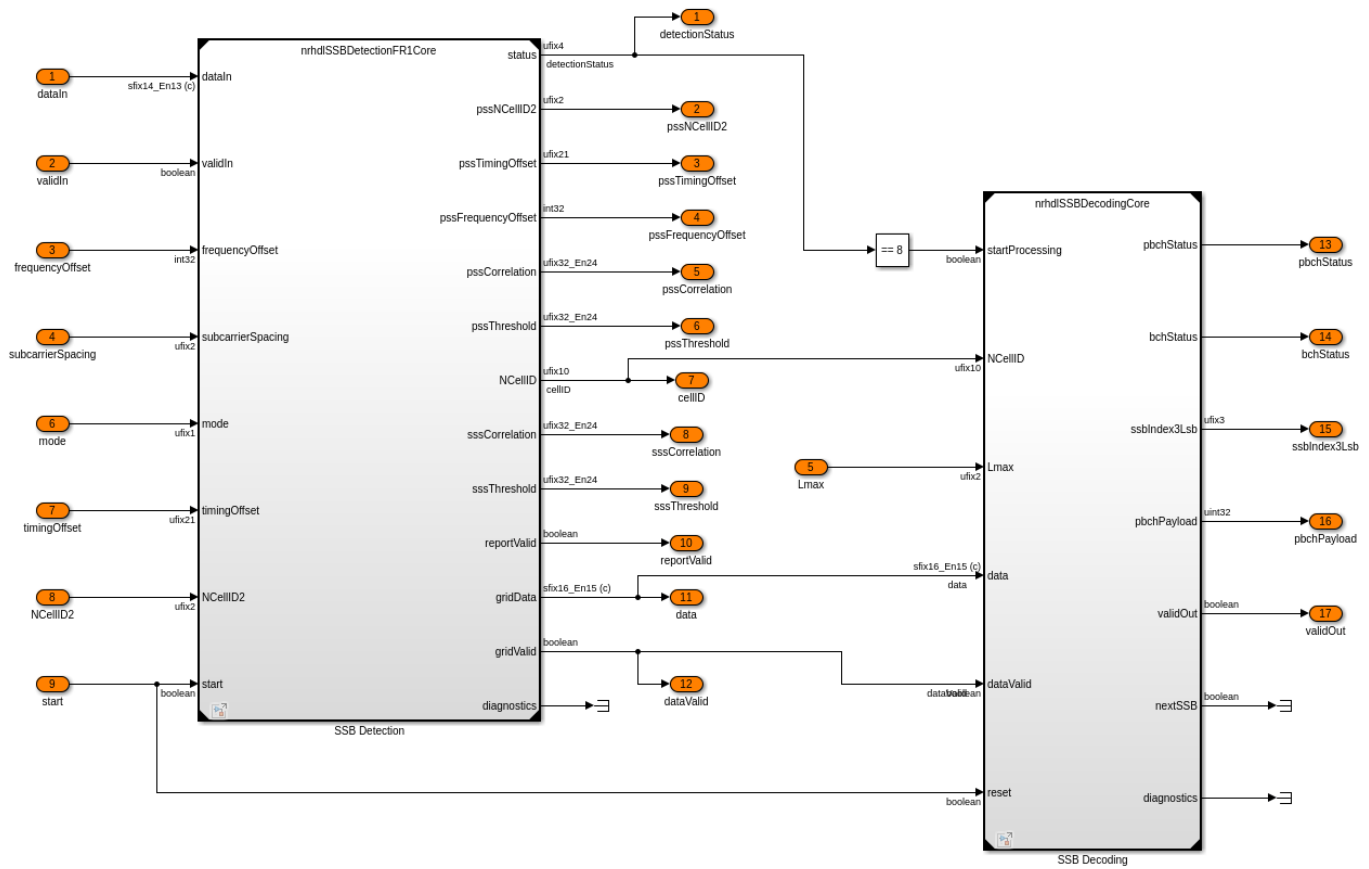 1
dataIn
sfix14_En13 (c)
2
validIn
boolean
3
frequencyOffset
int32
4
subcarrierSpacing
ufix2
6
mode
ufix1
7
timingOffset
ufix21
8
NCellID2
ufix2
9
start
boolean
nrhdlSSBDetectionFR1Core
dataIn
validIn
frequencyOffset
subcarrierSpacing
mode
timingOffset
NCellID2
start
status
pssNCellID2
pssTimingOffset
pssFrequencyOffset
pssCorrelation
pssThreshold
NCellID
sssCorrelation
sssThreshold
reportValid
gridData
gridValid
diagnostics
SSB Detection
ufix4
detectionStatus
1
detectionStatus
ufix2
2
pssNCellID2
ufix21
3
pssTimingOffset
int32
4
pssFrequencyOffset
ufix32_En24
5
pssCorrelation
ufix32_En24
6
pssThreshold
ufix10
cellID
7
cellID
ufix32_En24
8
sssCorrelation
ufix32_En24
9
sssThreshold
boolean
10
reportValid
sfix16_En15 (c)
11
data
boolean
12
dataValid
== 8
boolean
ufix10
5
Lmax
ufix2
sfix16_En15 (c)
data
dataValid
boolean
boolean
nrhdlSSBDecodingCore
startProcessing
NCellID
Lmax
data
dataValid
reset
pbchStatus
bchStatus
ssbIndex3Lsb
pbchPayload
validOut
nextSSB
diagnostics
SSB Decoding
13
pbchStatus
14
bchStatus
ufix3
15
ssbIndex3Lsb
uint32
16
pbchPayload
boolean
17
validOut
boolean